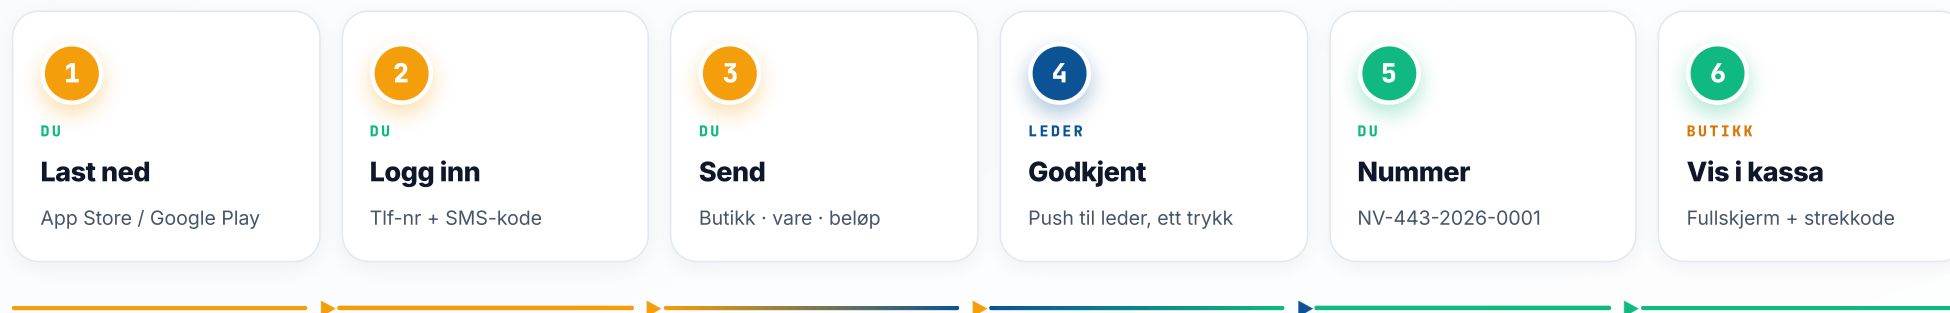 1
DU
Last ned
App Store / Google Play
2
DU
Logg inn
Tlf-nr + SMS-kode
3
DU
Send
Butikk · vare · beløp
4
LEDER
Godkjent
Push til leder, ett trykk
5
DU
Nummer
NV-443-2026-0001
6
BUTIKK
Vis i kassa
Fullskjerm + strekkode